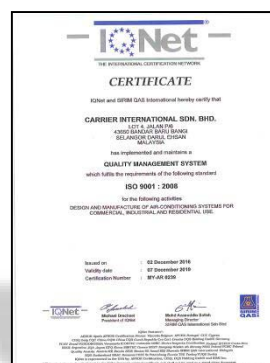 IQNet
THE INTERNATIONAL CERTIFICATION NETWORK
CERTIFICATE
IQNet and SIRIM QAS International hereby certify that
CARRIER INTERNATIONAL SDN. BHD.
LOT 4, JALAN P/6
43650 BANDAR BARU BANGI
SELANGOR DARUL EHSAN
MALAYSIA
has implemented and maintains a
QUALITY MANAGEMENT SYSTEM
which fulfils the requirements of the following standard
ISO 9001 : 2008
for the following activities
DESIGN AND MANUFACTURE OF AIR-CONDITIONING SYSTEMS FOR
COMMERCIAL, INDUSTRIAL AND RESIDENTIAL USE.
Issued on : 02 December 2016
Validity date : 07 December 2019
Certification Number : MY-AR 0226
IQNet
Michael Drechsel
President of IQNet
Managing Director
SIRIM QAS International Sdn Bhd
SIRIM